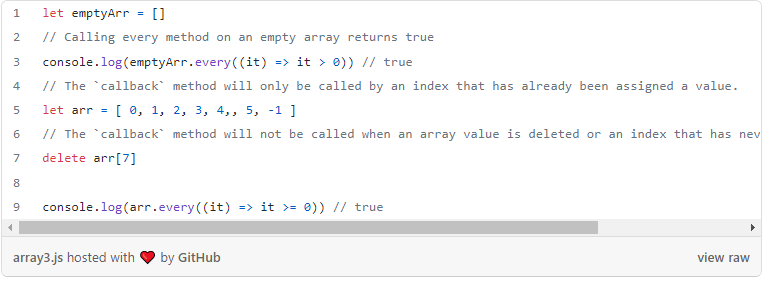 1 let emptyArr = []
2 // Calling every method on an empty array returns true
3 console.log(emptyArr.every((it) => it > 0)) // true
4 // The `callback` method will only be called by an index that has already been assigned a value.
5 let arr = [ 0, 1, 2, 3, 4,, 5, -1 ]
6 // The `callback` method will not be called when an array value is deleted or an index that has nev
7 delete arr[7]
8
9 console.log(arr.every((it) => it >= 0)) // true
array3.js hosted with ❤ by GitHub view raw